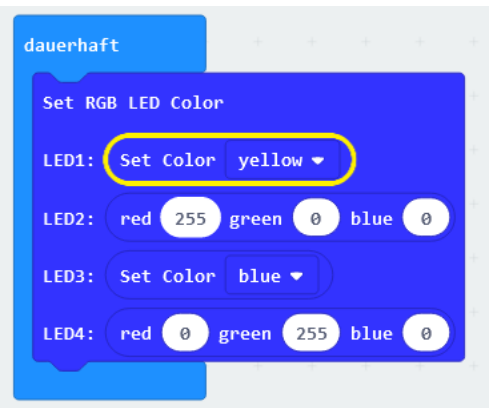 dauerhaft
Set RGB LED Color
LED1: Set Color yellow
LED2: red 255 green 0 blue 0
LED3: Set Color blue
LED4: red 0 green 255 blue 0